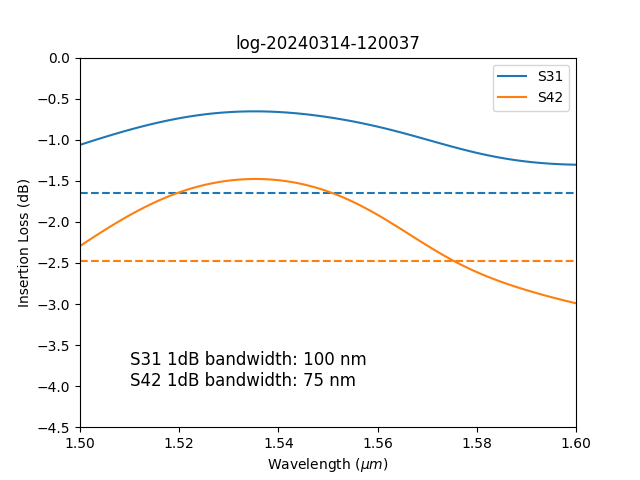 log-20240314-120037
0.0
−0.5
−1.0
−1.5
−2.0
−2.5
−3.0
−3.5
−4.0
−4.5
Insertion Loss (dB)
S31
S42
S31 1dB bandwidth: 100 nm
S42 1dB bandwidth: 75 nm
1.50 1.52 1.54 1.56 1.58 1.60
Wavelength (μm)